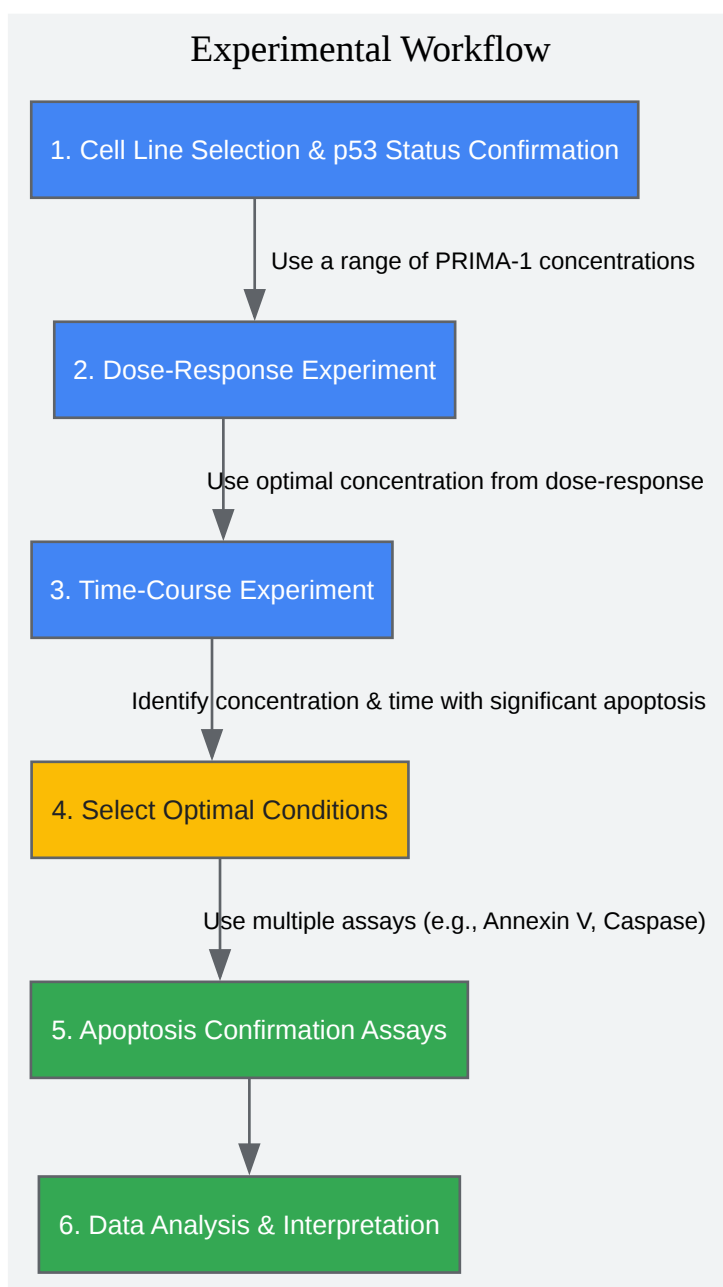 Experimental Workflow
1. Cell Line Selection & p53 Status Confirmation
Use a range of PRIMA-1 concentrations
2. Dose-Response Experiment
Use optimal concentration from dose-response
3. Time-Course Experiment
Identify concentration & time with significant apoptosis
4. Select Optimal Conditions
Use multiple assays (e.g., Annexin V, Caspase)
5. Apoptosis Confirmation Assays
6. Data Analysis & Interpretation